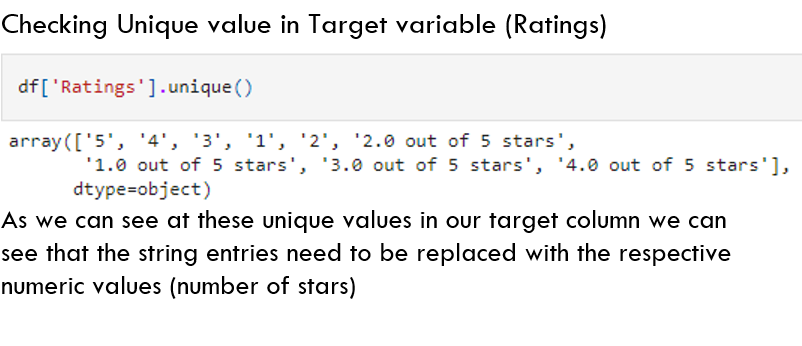 Checking Unique value in Target variable (Ratings)
df['Ratings'].unique()
array(['5', '4', '3', '1', '2', '2.0 out of 5 stars',
'1.0 out of 5 stars', '3.0 out of 5 stars', '4.0 out of 5 stars'],
dtype=object)
As we can see at these unique values in our target column we can
see that the string entries need to be replaced with the respective
numeric values (number of stars)